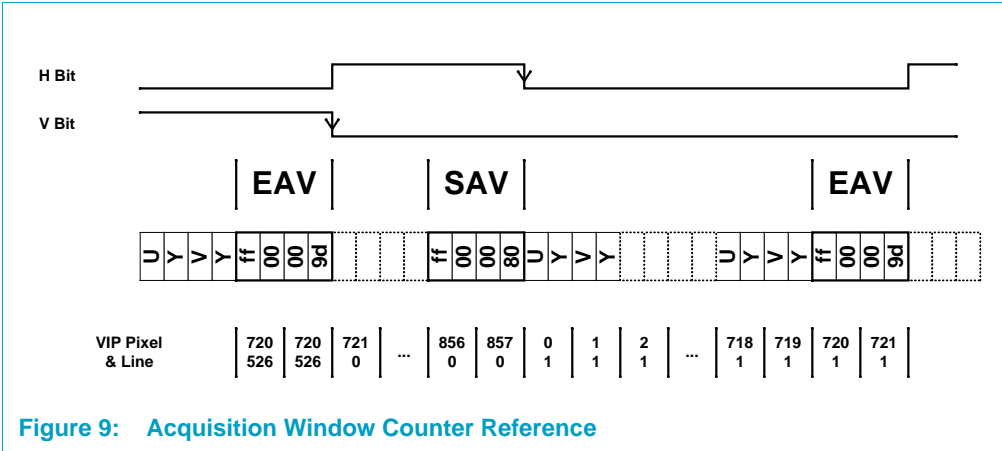 H Bit
V Bit
EAV SAV EAV
U Y V Y ff 00 00 9d ff 00 00 80 U Y V Y U Y V Y ff 00 00 9d
VIP Pixel 720 720 721 ... 856 857 0 1 2 ... 718 719 720 721
& Line 526 526 0 0 0 1 1 1 1 1 1 1
Figure 9: Acquisition Window Counter Reference